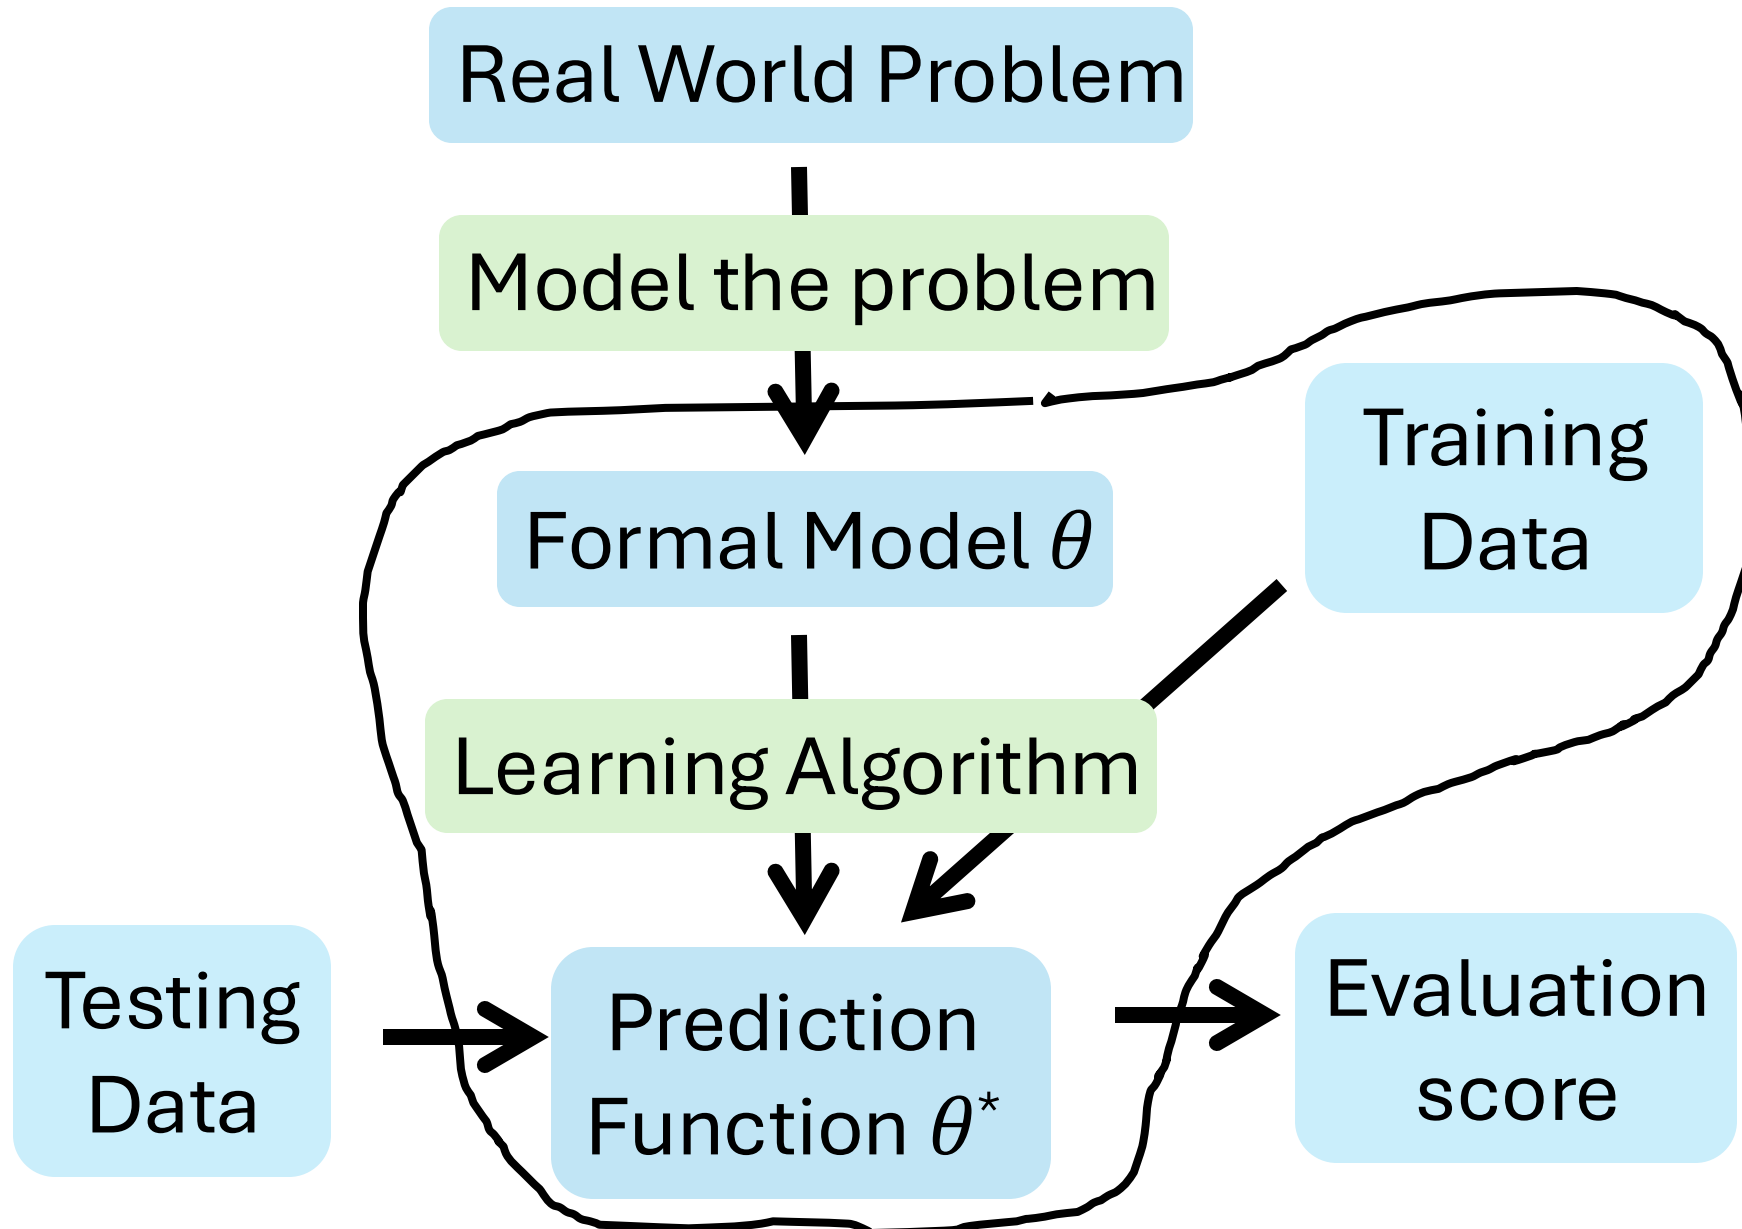 Real World Problem
Model the problem
Training
Data
Formal Model θ
Learning Algorithm
Testing
Data
Prediction
Function θ*
Evaluation
score